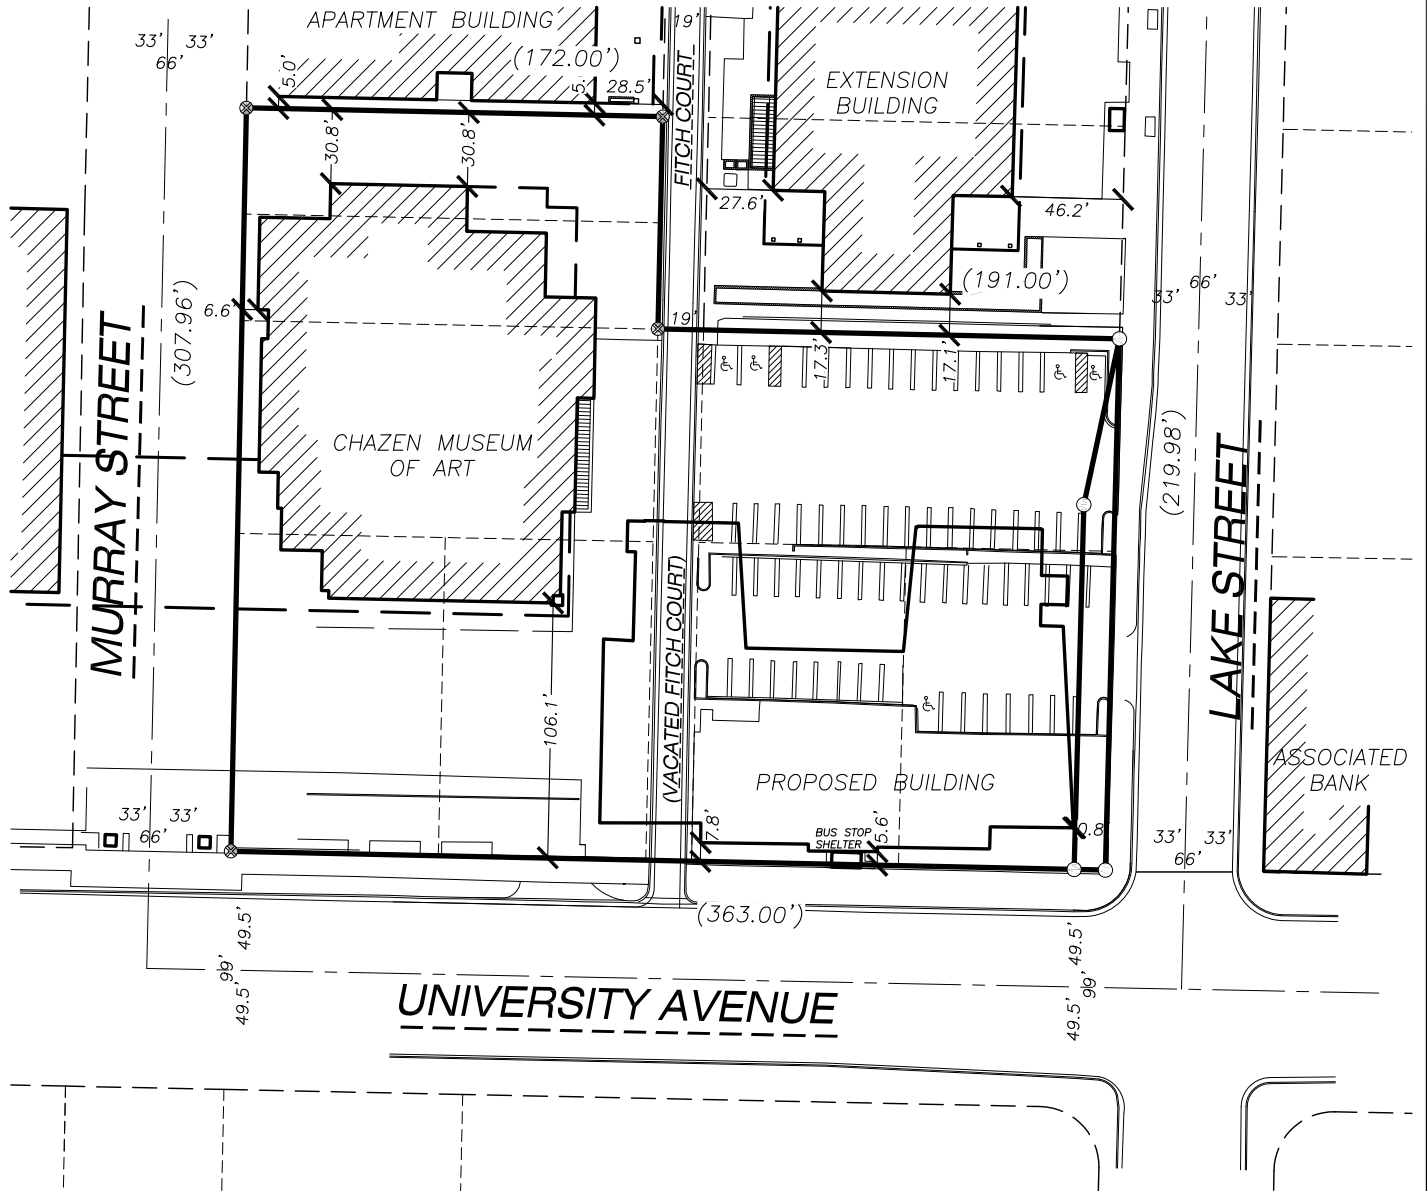 APARTMENT BUILDING
19'
33' 33'
66'
(172.00')
5.0'
5.
28.5'
FITCH COURT
EXTENSION
BUILDING
30.8'
30.8'
27.6'
46.2'
(191.00')
66'
33' 33'
6.6'
19'
17.3'
17.1'
(307.96')
MURRAY STREET
CHAZEN MUSEUM
OF ART
(219.98')
LAKE STREET
(VACATED FITCH COURT)
106.1'
PROPOSED BUILDING
ASSOCIATED
BANK
33' 33'
66'
7.8'
BUS STOP
SHELTER
5.6'
0.8'
33' 33'
66'
(363.00')
49.5'
99'
49.5'
49.5'
99'
49.5'
UNIVERSITY AVENUE